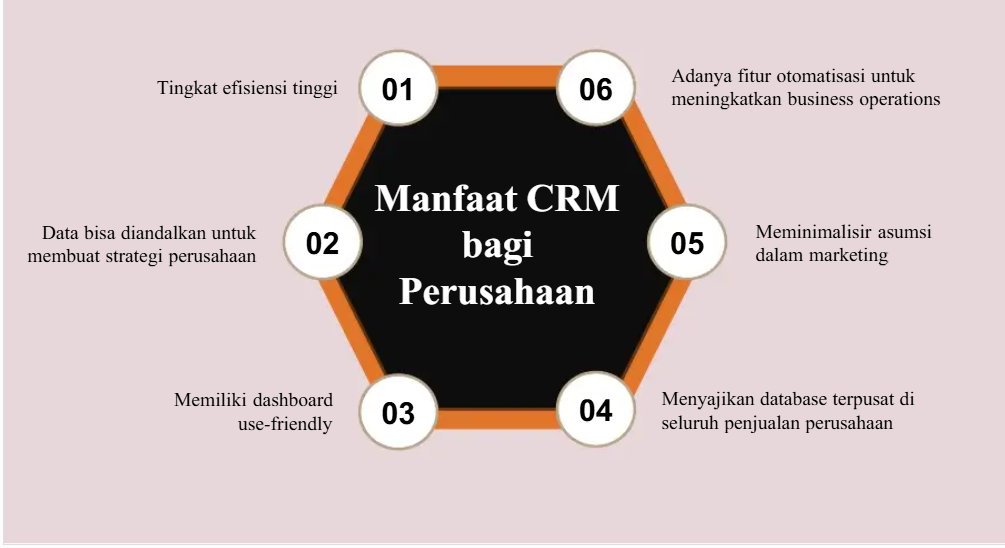 Manfaat CRM
bagi
Perusahaan
01
Tingkat efisiensi tinggi
02
Data bisa diandalkan untuk
membuat strategi perusahaan
03
Memiliki dashboard
use-friendly
04
Menyajikan database terpusat di
seluruh penjualan perusahaan
05
Meminimalisir asumsi
dalam marketing
06
Adanya fitur otomatisasi untuk
meningkatkan business operations